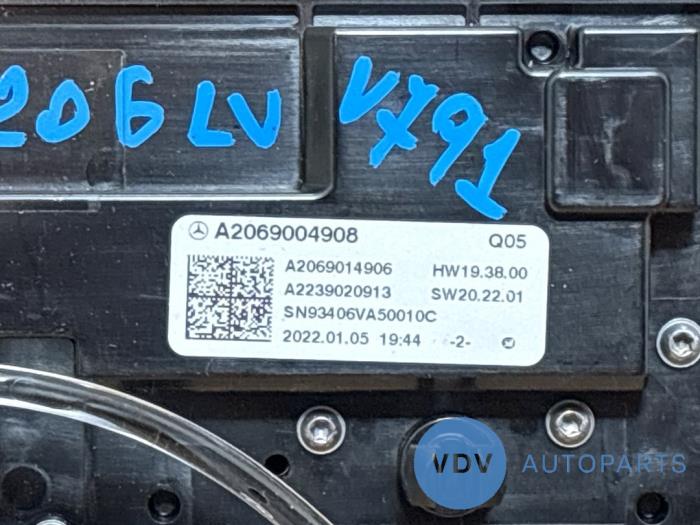 206 LV V791
A2069004908 Q05
A2069014906 HW19.38.00
A2239020913 SW20.22.01
SN93406VA50010C
2022.01.05 19:44 -2-
VDV AUTOPARTS